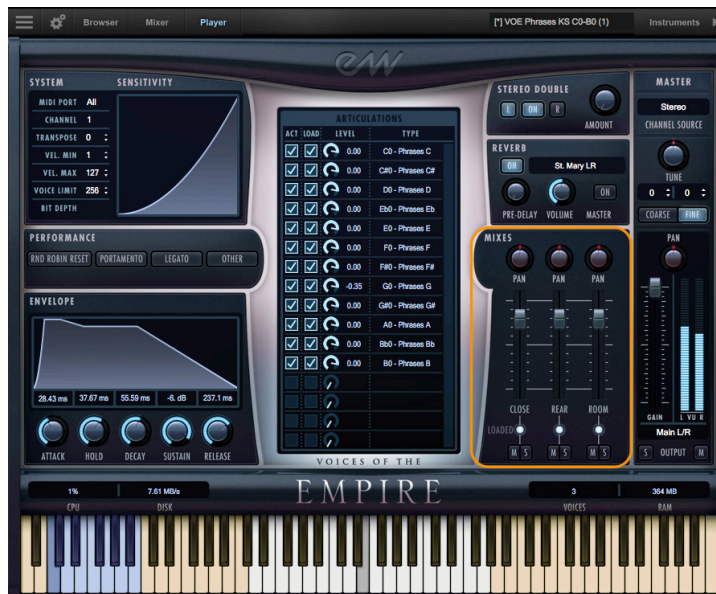 Browser Mixer Player [*] VOE Phrases KS C0-B0 (1) Instruments
EW
SYSTEM SENSITIVITY
MIDI PORT All
CHANNEL 1
TRANSPOSE 0
VEL. MIN 1
VEL. MAX 127
VOICE LIMIT 256
BIT DEPTH
PERFORMANCE
RND ROBIN RESET PORTAMENTO LEGATO OTHER
ENVELOPE
28.43 ms 37.67 ms 55.59 ms -6. dB 237.1 ms
ATTACK HOLD DECAY SUSTAIN RELEASE
ARTICULATIONS
ACT LOAD LEVEL TYPE
0.00 C0 - Phrases C
0.00 C#0 - Phrases C#
0.00 D0 - Phrases D
0.00 Eb0 - Phrases Eb
0.00 E0 - Phrases E
0.00 F0 - Phrases F
0.00 F#0 - Phrases F#
-0.35 G0 - Phrases G
0.00 G#0 - Phrases G#
0.00 A0 - Phrases A
0.00 Bb0 - Phrases Bb
0.00 B0 - Phrases B
STEREO DOUBLE
L ON R
AMOUNT
REVERB
ON St. Mary LR
ON
PRE-DELAY VOLUME MASTER
MIXES
PAN PAN PAN
CLOSE REAR ROOM
LOADED
M S M S M S
MASTER
Stereo
CHANNEL SOURCE
TUNE
0 0
COARSE FINE
PAN
GAIN L VU R
Main L/R
S OUTPUT M
VOICES OF THE
EMPIRE
1% 7.61 MB/s
CPU DISK
3 364 MB
VOICES RAM